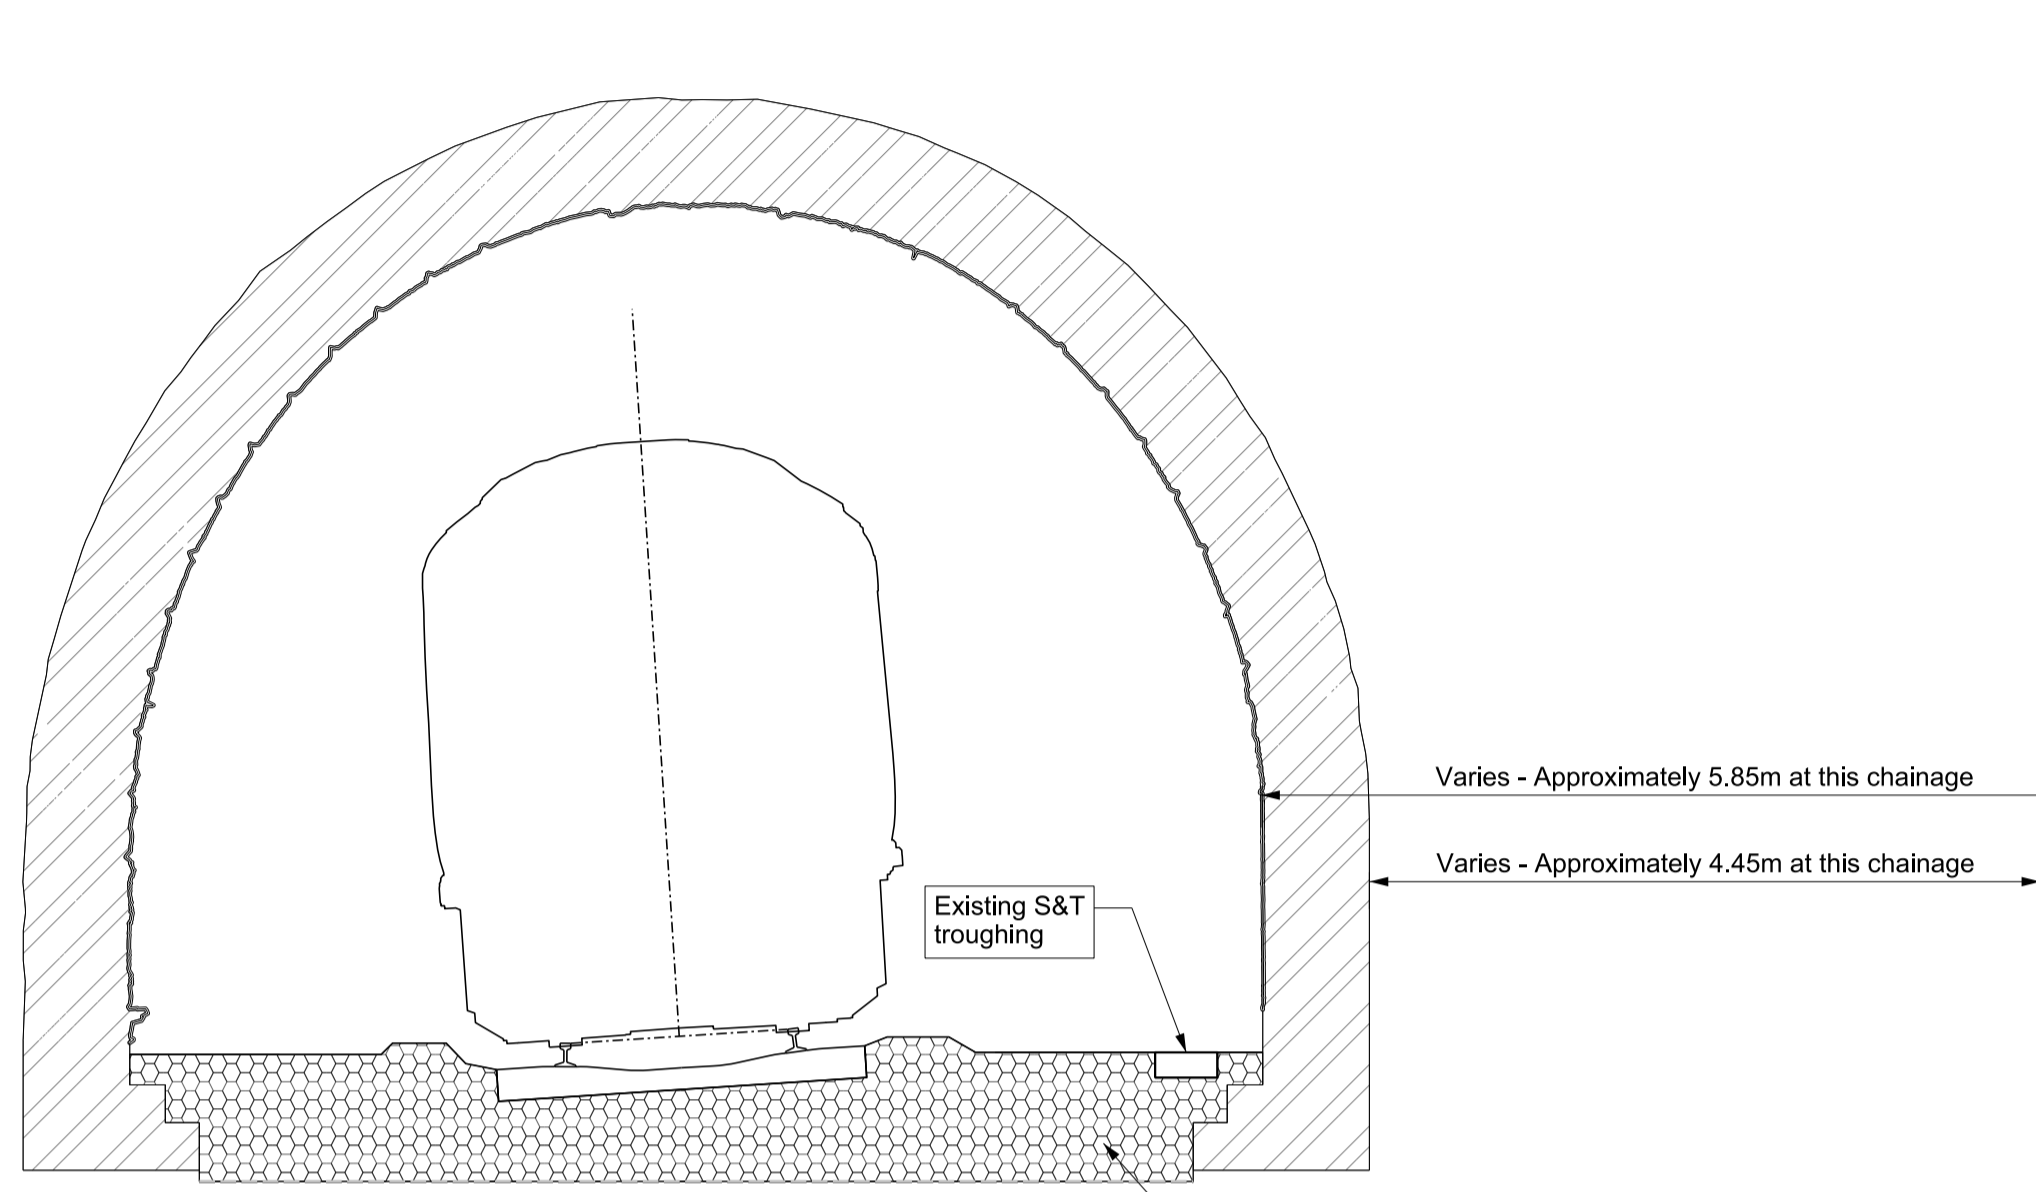 Varies - Approximately 5.85m at this chainage
Varies - Approximately 4.45m at this chainage
Existing S&T
troughing